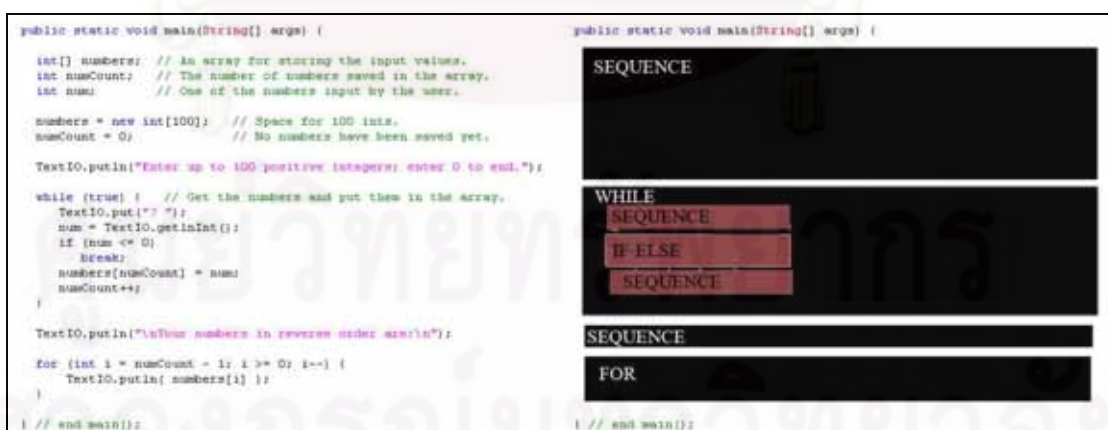 public static void main(String[] args) {
int[] numbers; // An array for storing the input values.
int numCount; // The number of numbers saved in the array.
int num; // One of the numbers input by the user.
numbers = new int[100]; // Space for 100 ints.
numCount = 0; // No numbers have been saved yet.
TextIO.putln("Enter up to 100 positive integers; enter 0 to end.");
while (true) { // Get the numbers and put them in the array.
TextIO.put("? ");
num = TextIO.getlnInt();
if (num <= 0)
break;
numbers[numCount] = num;
numCount++;
}
TextIO.putln("\nYour numbers in reverse order are:\n");
for (int i = numCount - 1; i >= 0; i--) {
TextIO.putln( numbers[i] );
}
} // end main();
public static void main(String[] args) {
SEQUENCE
WHILE
SEQUENCE
IF-ELSE
SEQUENCE
SEQUENCE
FOR
} // end main();